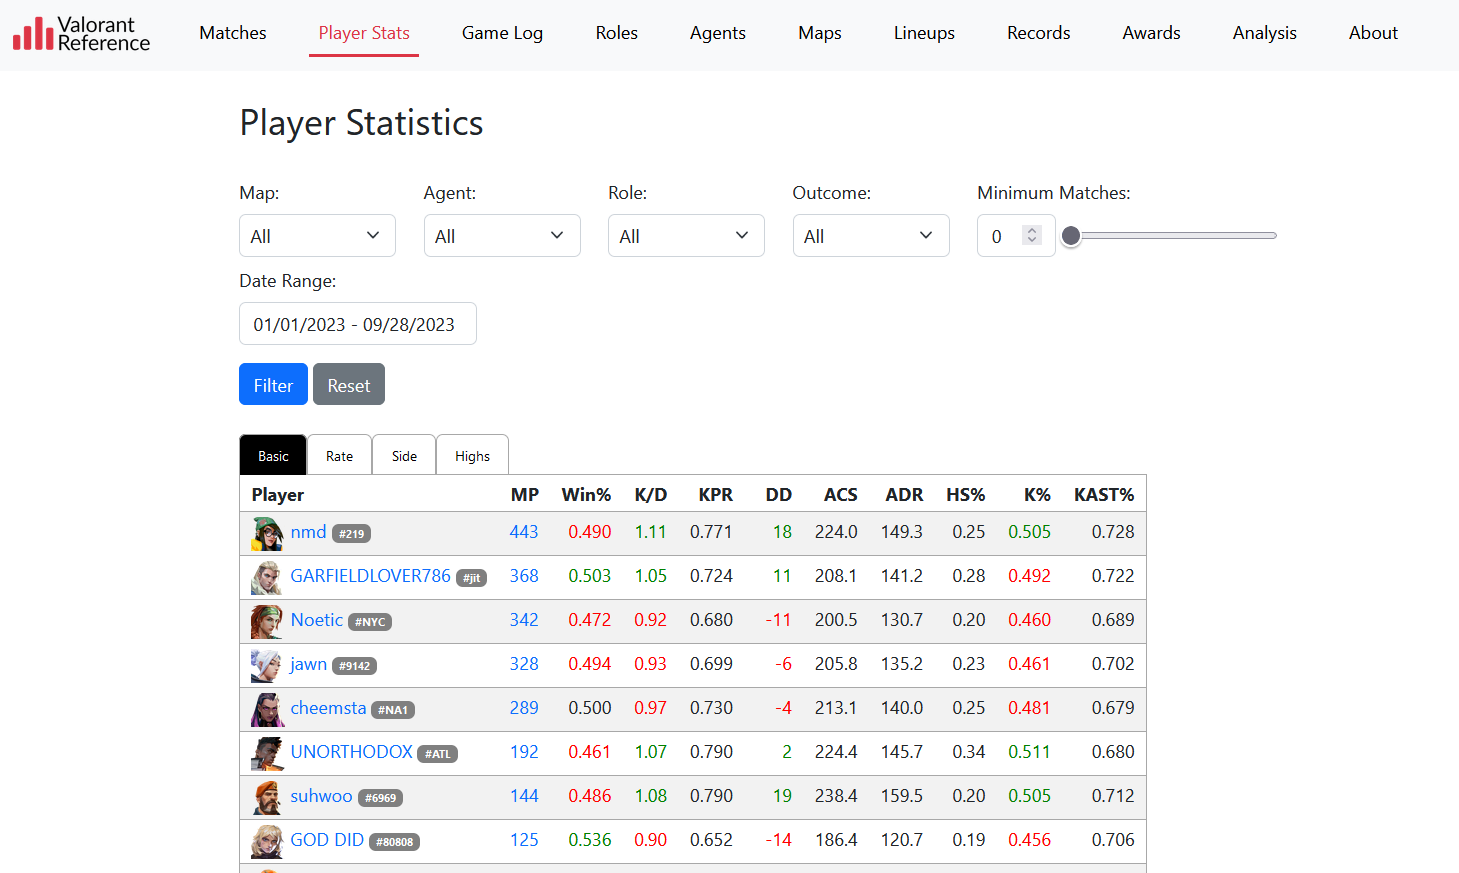 Valorant Reference
Matches Player Stats Game Log Roles Agents Maps Lineups Records Awards Analysis About
Player Statistics
Map: Agent: Role: Outcome: Minimum Matches:
All All All All 0
Date Range:
01/01/2023 - 09/28/2023
Filter Reset
Basic Rate Side Highs
Player MP Win% K/D KPR DD ACS ADR HS% K% KAST%
nmd #219 443 0.490 1.11 0.771 18 224.0 149.3 0.25 0.505 0.728
GARFIELDLOVER786 #jit 368 0.503 1.05 0.724 11 208.1 141.2 0.28 0.492 0.722
Noetic #NYC 342 0.472 0.92 0.680 -11 200.5 130.7 0.20 0.460 0.689
jawn #9142 328 0.494 0.93 0.699 -6 205.8 135.2 0.23 0.461 0.702
cheemsta #NA1 289 0.500 0.97 0.730 -4 213.1 140.0 0.25 0.481 0.679
UNORTHODOX #ATL 192 0.461 1.07 0.790 2 224.4 145.7 0.34 0.511 0.680
suhwoo #6969 144 0.486 1.08 0.790 19 238.4 159.5 0.20 0.505 0.712
GOD DID #80808 125 0.536 0.90 0.652 -14 186.4 120.7 0.19 0.456 0.706